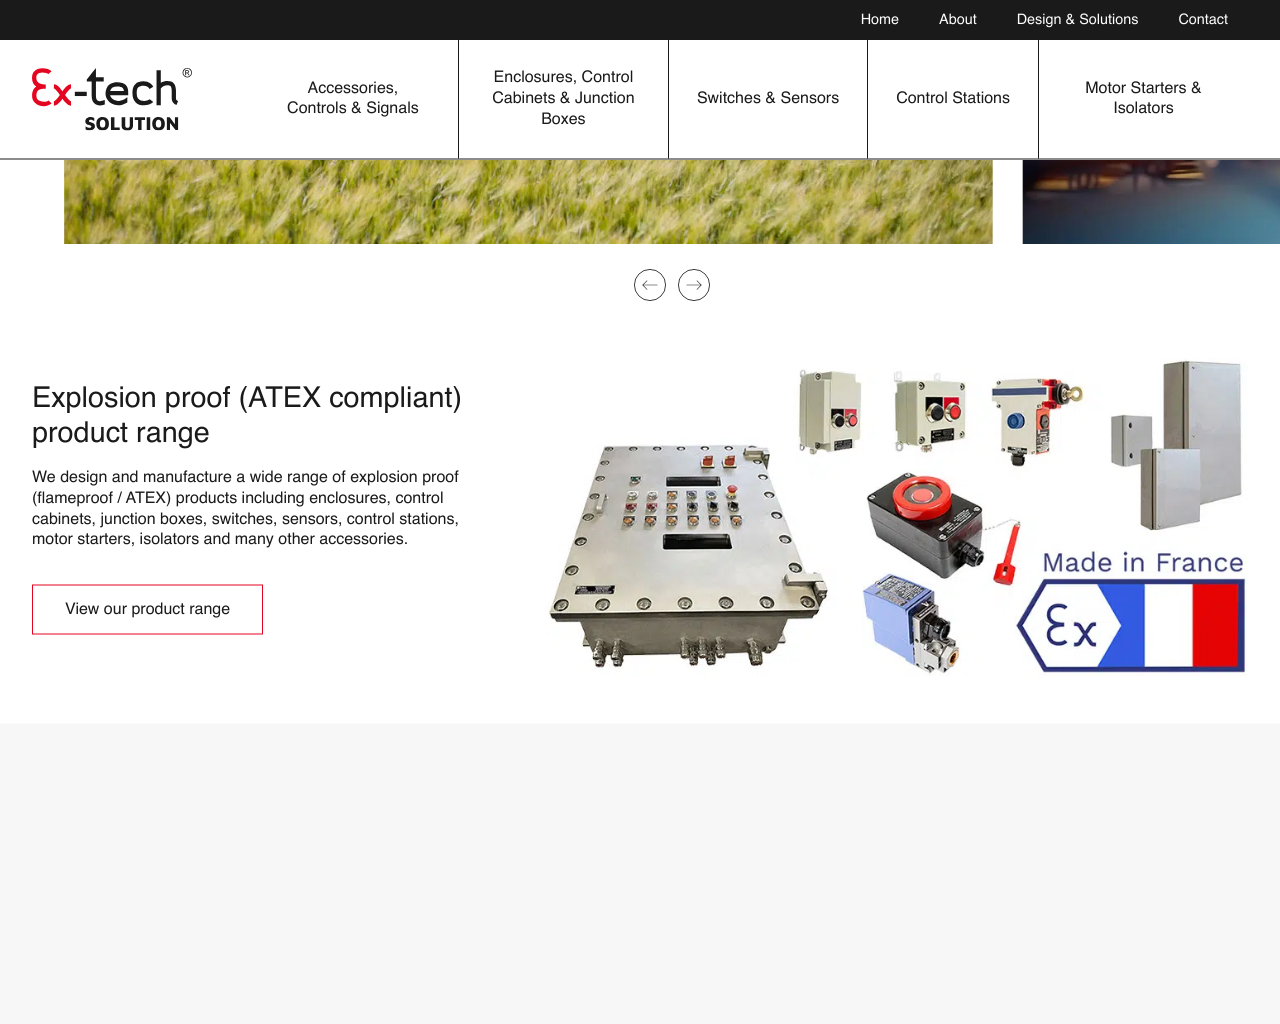 Home About Design & Solutions Contact
Ex-tech®
SOLUTION
Accessories,
Controls & Signals
Enclosures, Control
Cabinets & Junction
Boxes
Switches & Sensors
Control Stations
Motor Starters &
Isolators
Explosion proof (ATEX compliant)
product range
We design and manufacture a wide range of explosion proof
(flameproof / ATEX) products including enclosures, control
cabinets, junction boxes, switches, sensors, control stations,
motor starters, isolators and many other accessories.
View our product range
Made in France
Ex